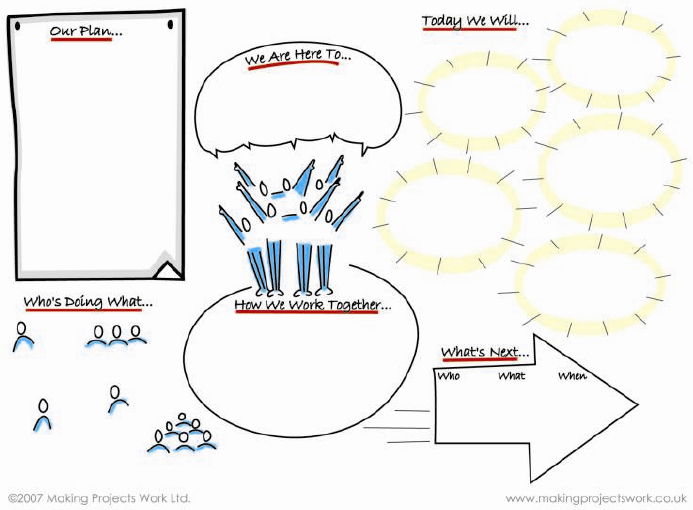 Our Plan...
We Are Here To...
Today We Will...
Who's Doing What...
How We Work Together...
What's Next...
Who What When
©2007 Making Projects Work Ltd.
www.makingprojectswork.co.uk